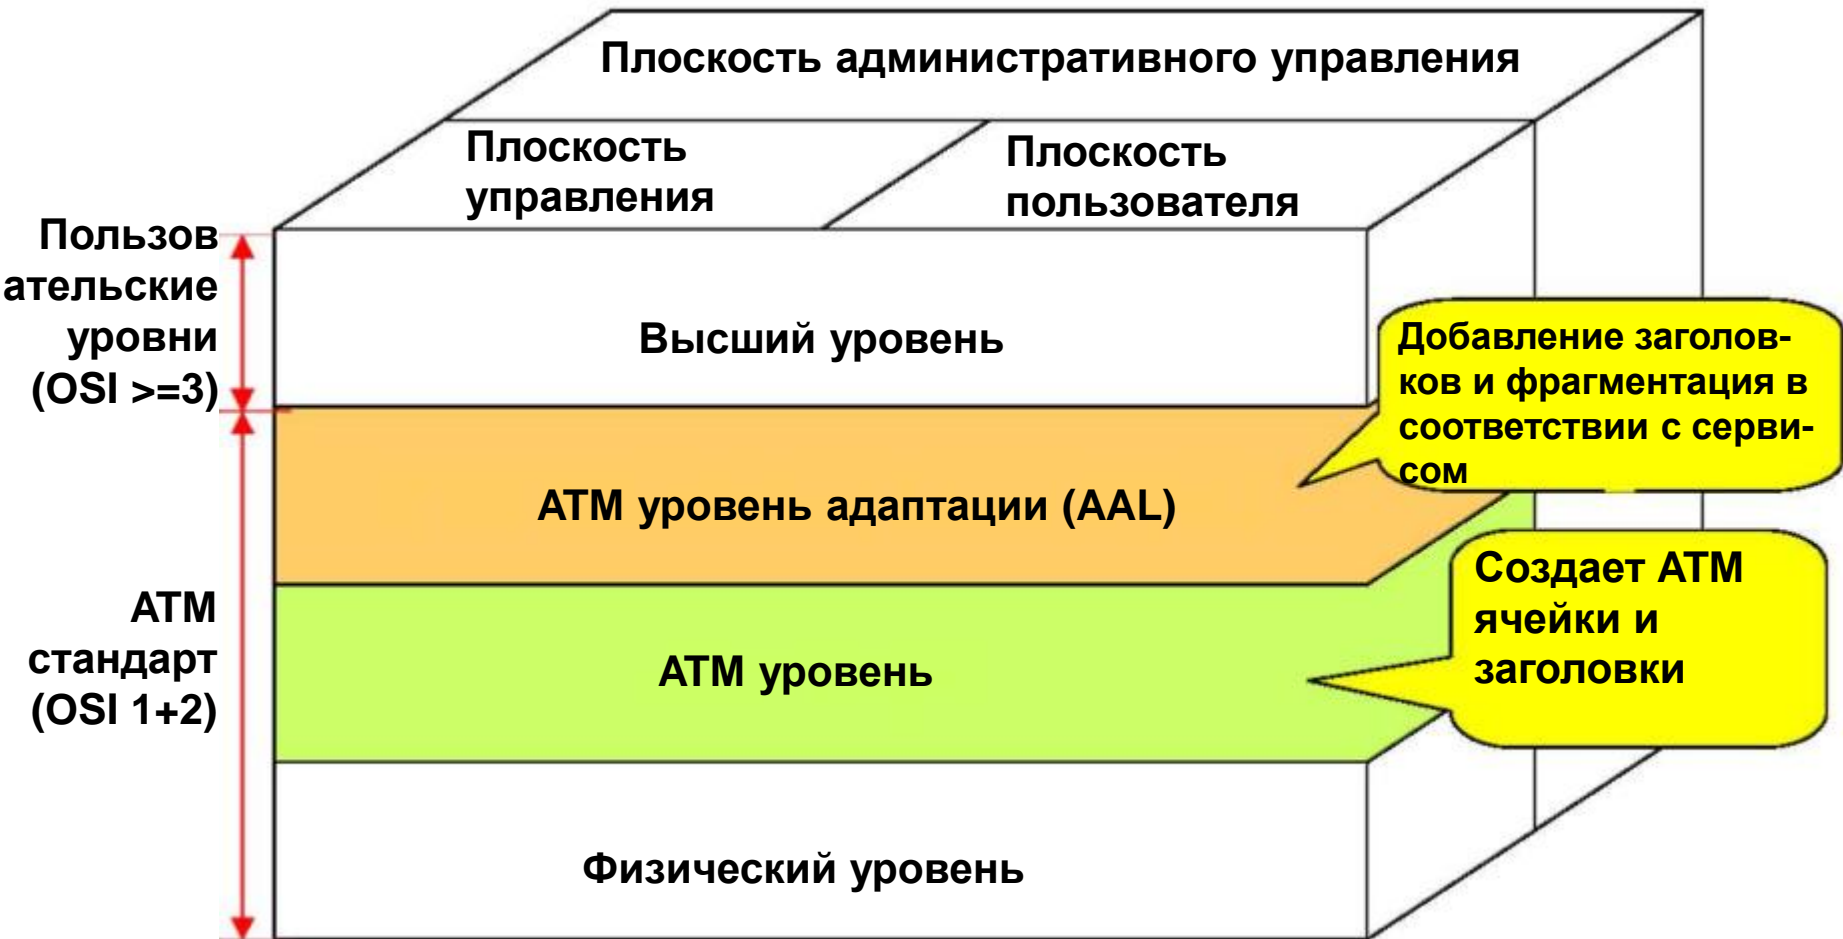 Плоскость административного управления
Плоскость
управления
Плоскость
пользователя
Пользов
ательские
уровни
(OSI >=3)
Высший уровень
Добавление заголов-
ков и фрагментация в
соответствии с серви-
сом
АТМ уровень адаптации (AAL)
АТМ
стандарт
(OSI 1+2)
АТМ уровень
Создает АТМ
ячейки и
заголовки
Физический уровень